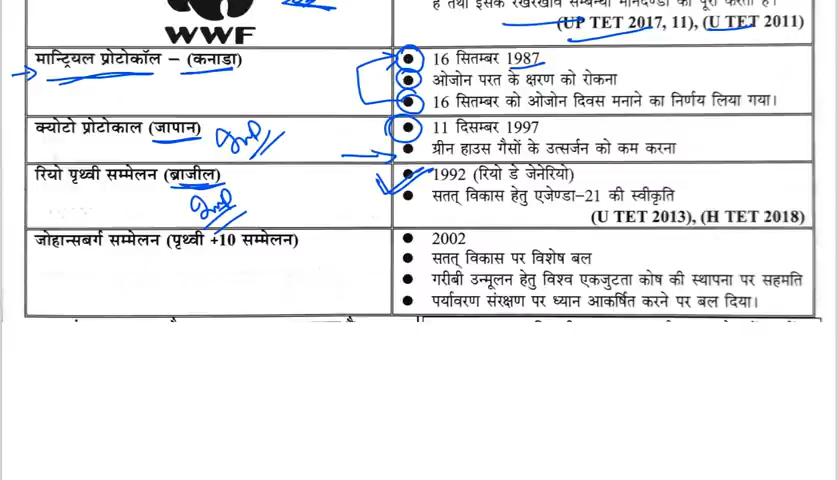 है तथा इसके रखरखाव सम्बन्धी मानदण्डों को पूरा करता है।
(UP TET 2017, 11), (U TET 2011)
WWF
मान्ट्रियल प्रोटोकॉल – (कनाडा)
16 सितम्बर 1987
ओजोन परत के क्षरण को रोकना
16 सितम्बर को ओजोन दिवस मनाने का निर्णय लिया गया।
क्योटो प्रोटोकाल (जापान) Imp
11 दिसम्बर 1997
ग्रीन हाउस गैसों के उत्सर्जन को कम करना
रियो पृथ्वी सम्मेलन (ब्राजील)
Imp
1992 (रियो डे जेनेरियो)
सतत् विकास हेतु एजेण्डा–21 की स्वीकृति
(U TET 2013), (H TET 2018)
जोहान्सबर्ग सम्मेलन (पृथ्वी +10 सम्मेलन)
2002
सतत् विकास पर विशेष बल
गरीबी उन्मूलन हेतु विश्व एकजुटता कोष की स्थापना पर सहमति
पर्यावरण संरक्षण पर ध्यान आकर्षित करने पर बल दिया।